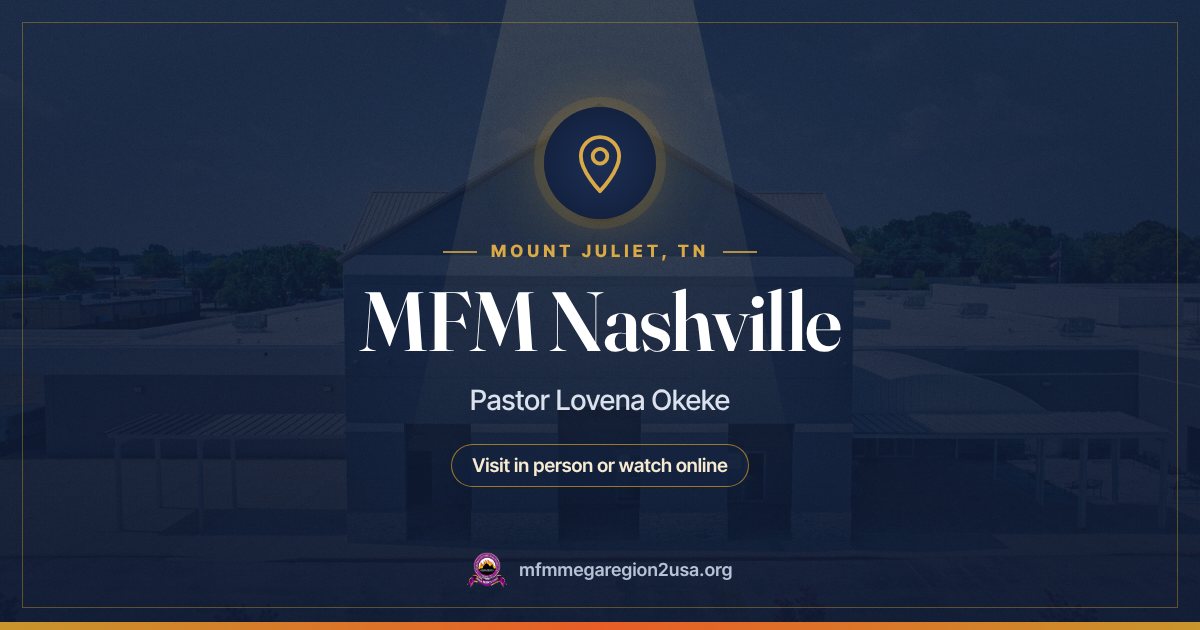 MOUNT JULIET, TN
MFM Nashville
Pastor Lovena Okeke
Visit in person or watch online
mfmmegaregion2usa.org